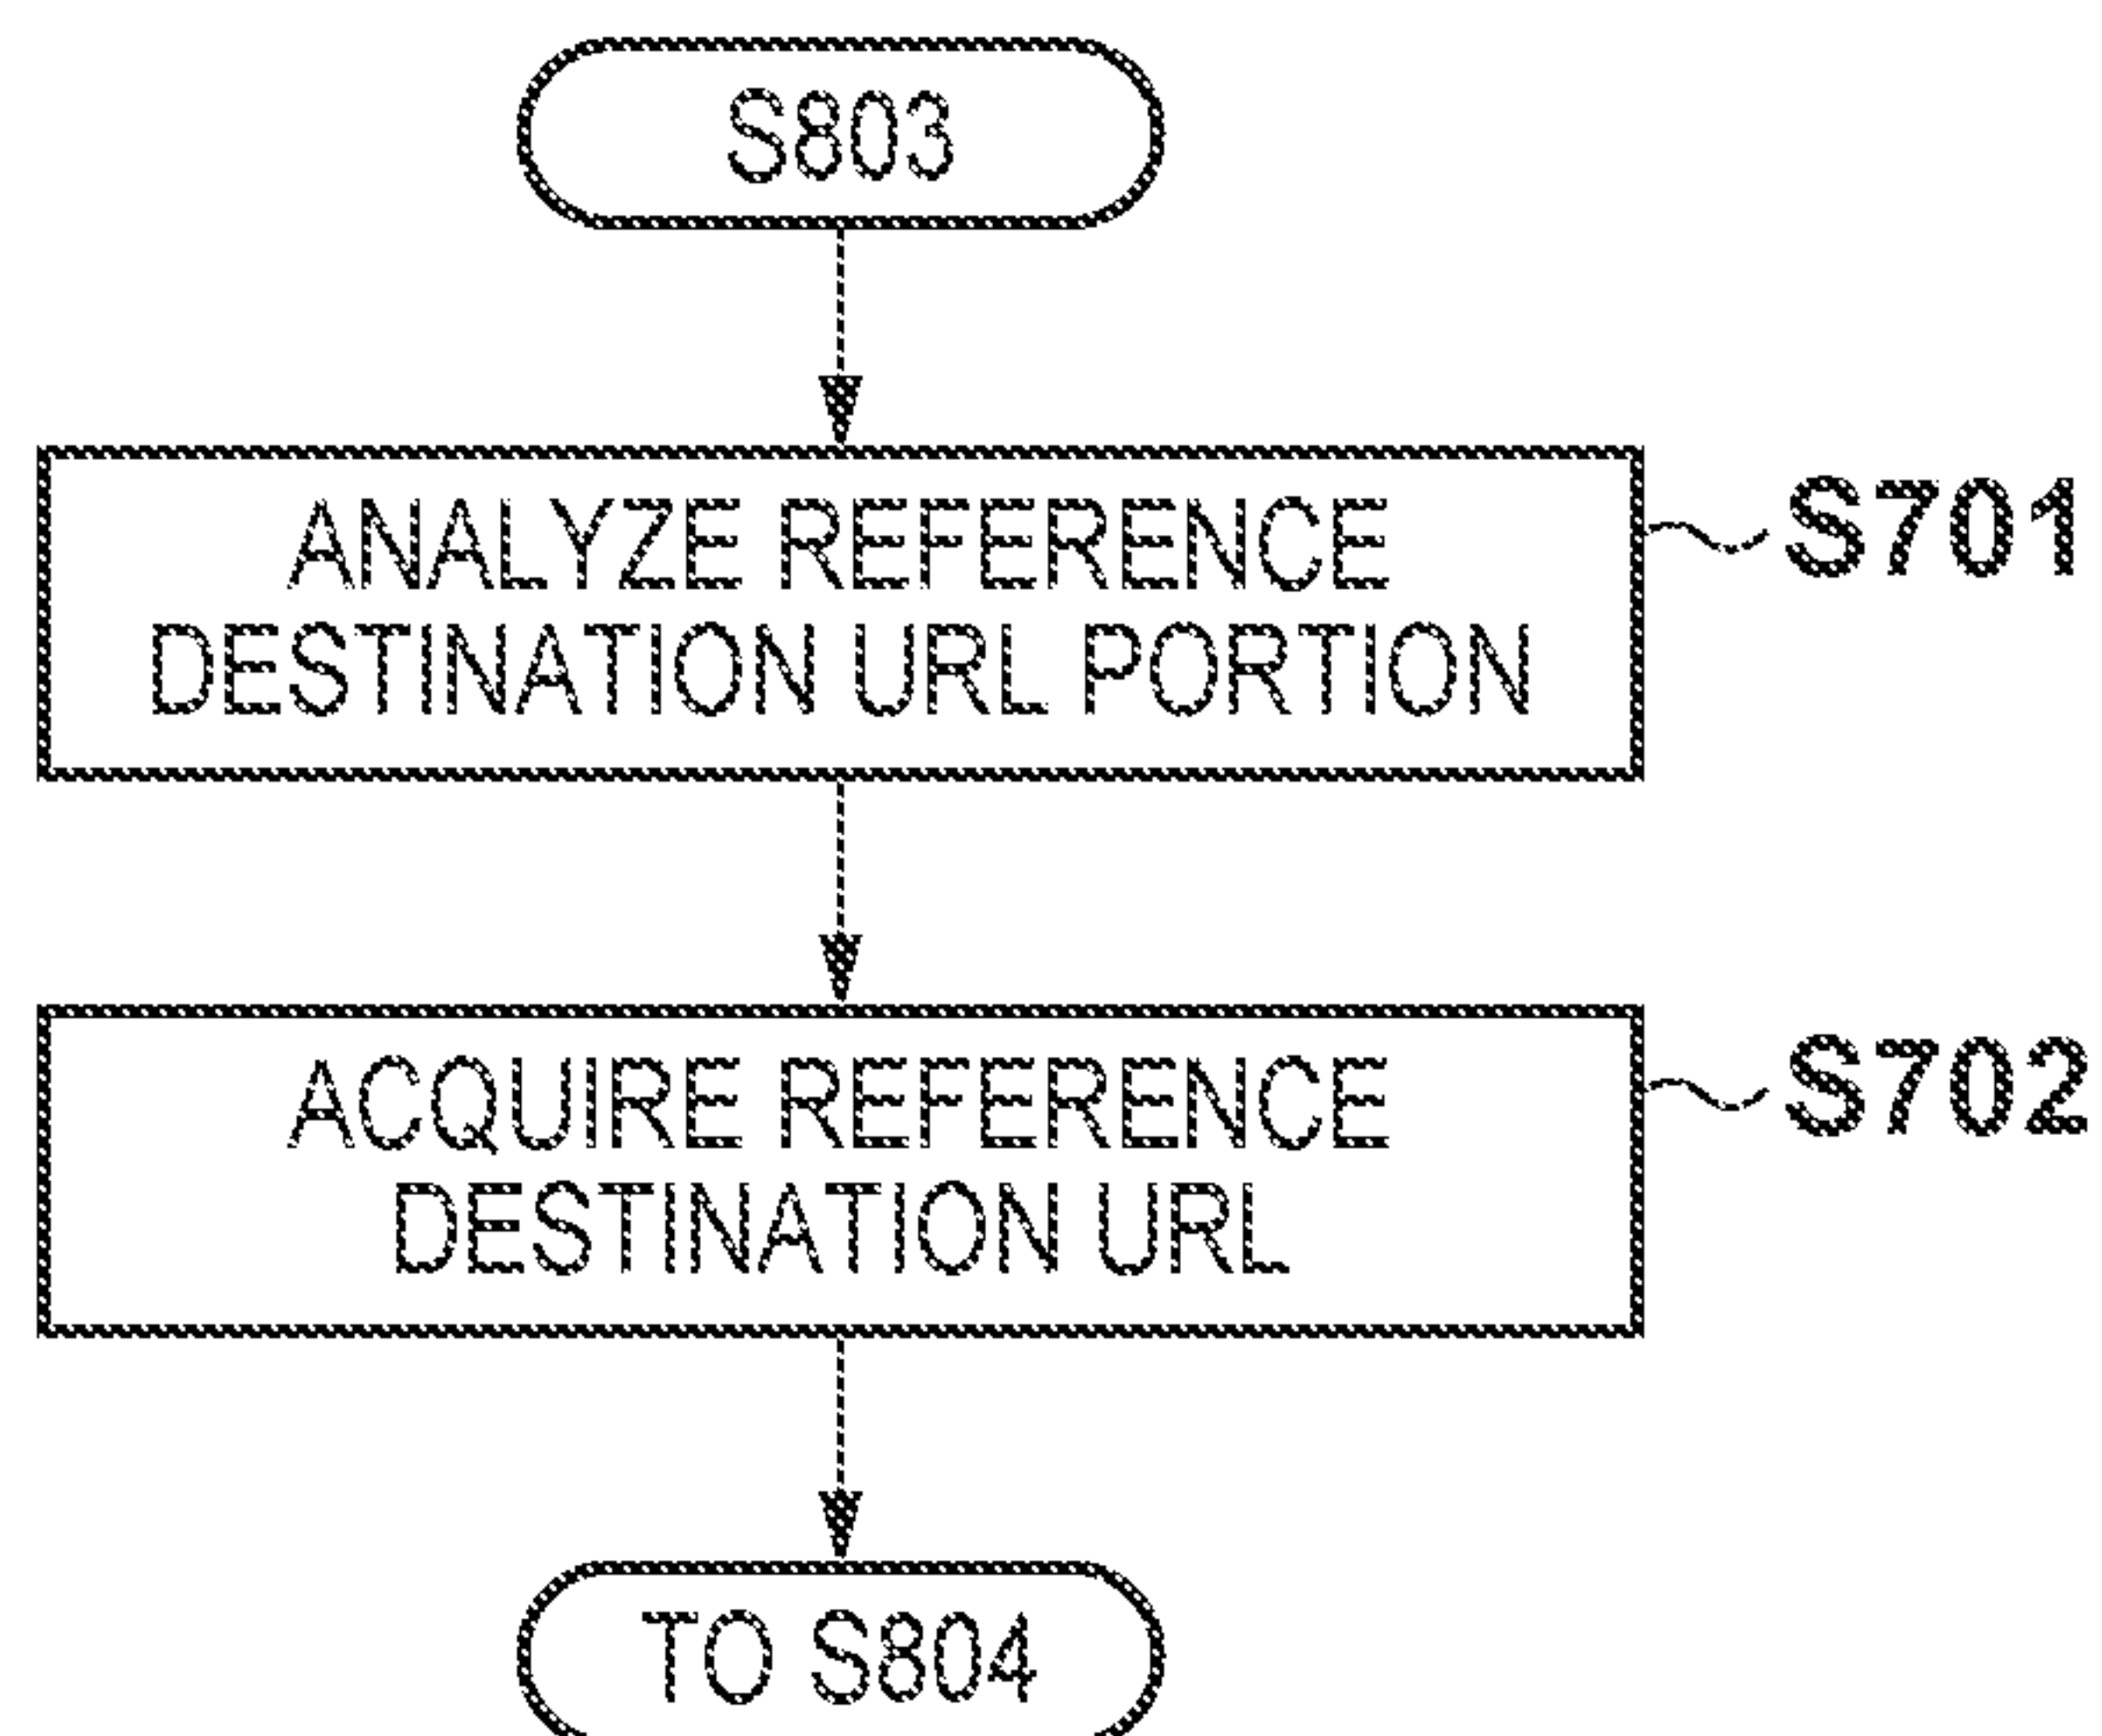 S803
ANALYZE REFERENCE
DESTINATION URL PORTION
S701
ACQUIRE REFERENCE
DESTINATION URL
S702
TO S804